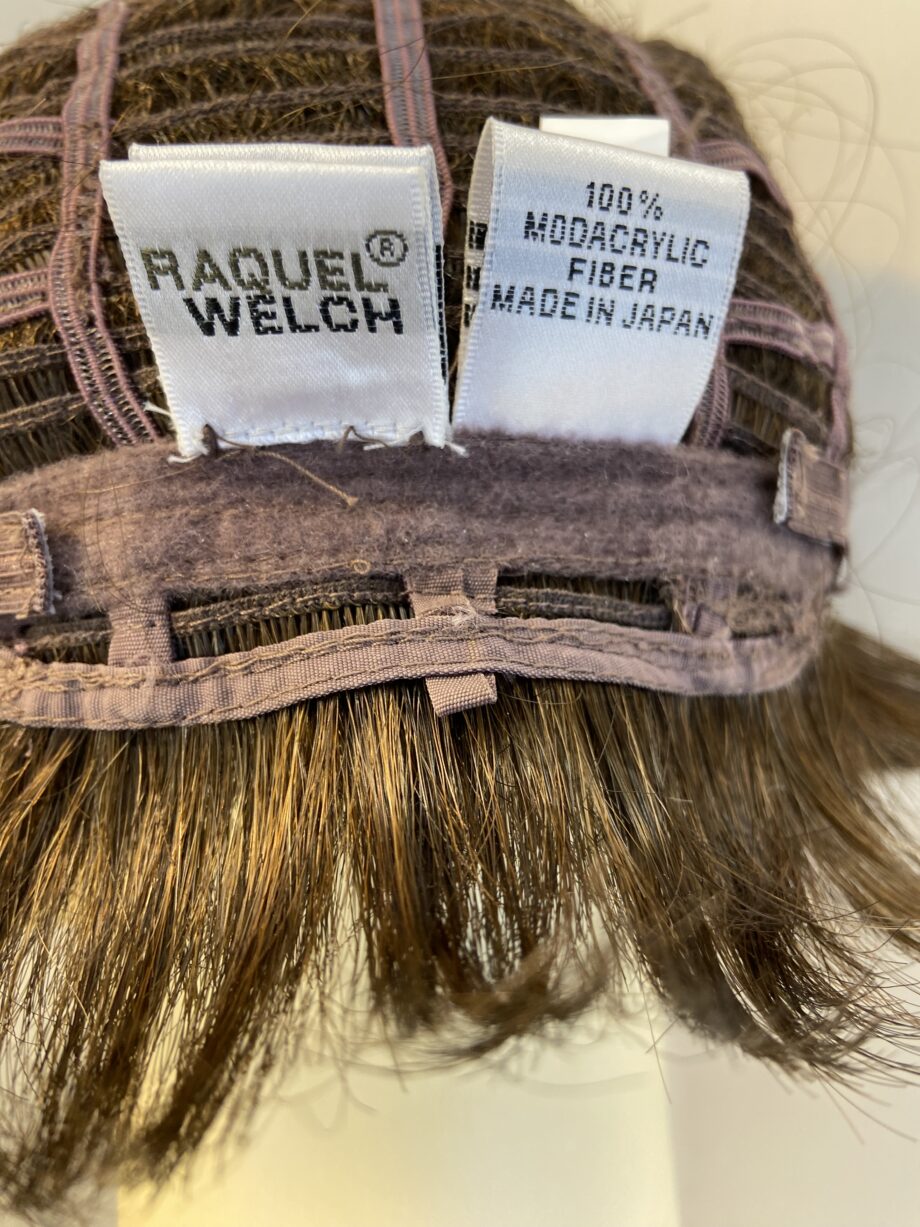 RAQUEL®
WELCH
100%
MODACRYLIC
FIBER
MADE IN JAPAN